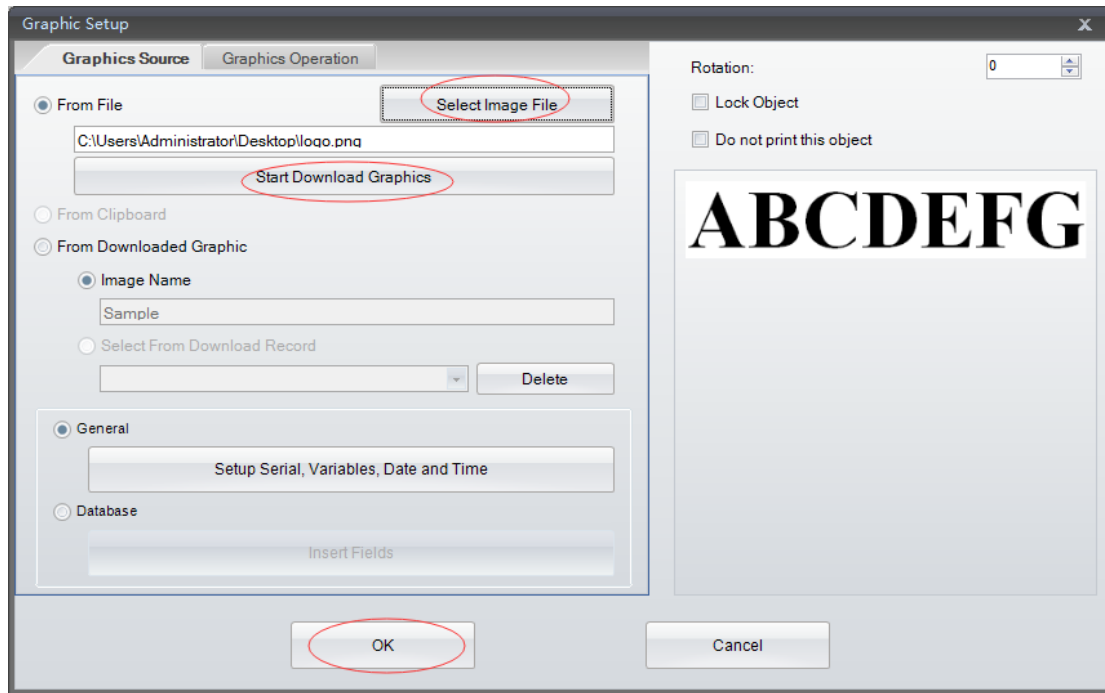 Graphic Setup
X
Graphics Source
Graphics Operation
From File
Select Image File
C:\Users\Administrator\Desktop\logo.png
Start Download Graphics
From Clipboard
From Downloaded Graphic
Image Name
Sample
Select From Download Record
Delete
General
Setup Serial, Variables, Date and Time
Database
Insert Fields
Rotation:
0
Lock Object
Do not print this object
ABCDEFG
OK
Cancel